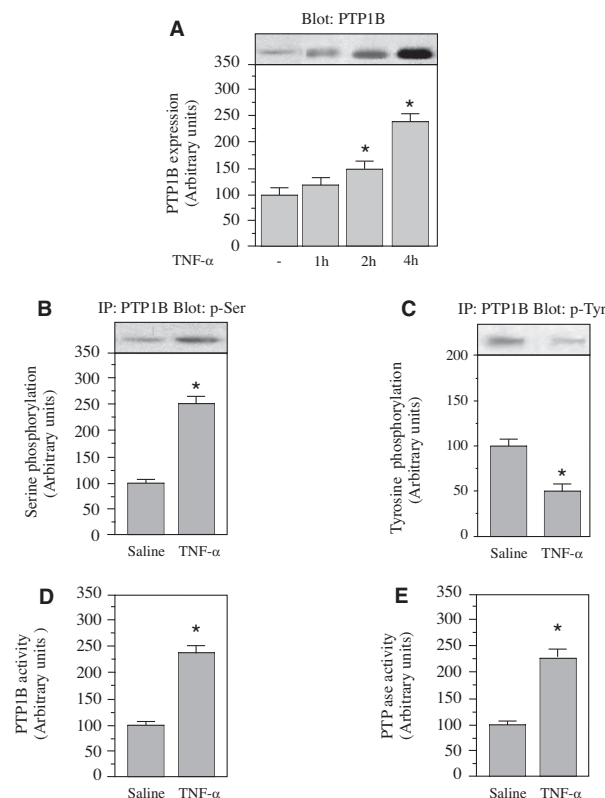 A
Blot: PTP1B
PTP1B expression
(Arbitrary units)
350
300
250
200
150
100
50
0
*
*
TNF-α - 1h 2h 4h
B
IP: PTP1B Blot: p-Ser
Serine phosphorylation
(Arbitrary units)
350
300
250
200
150
100
50
0
*
Saline TNF-α
C
IP: PTP1B Blot: p-Tyr
Tyrosine phosphorylation
(Arbitrary units)
200
150
100
50
0
*
Saline TNF-α
D
PTP1B activity
(Arbitrary units )
350
300
250
200
150
100
50
0
*
Saline TNF-α
E
PTP ase activity
(Arbitrary units)
350
300
250
200
150
100
50
0
*
Saline TNF-α